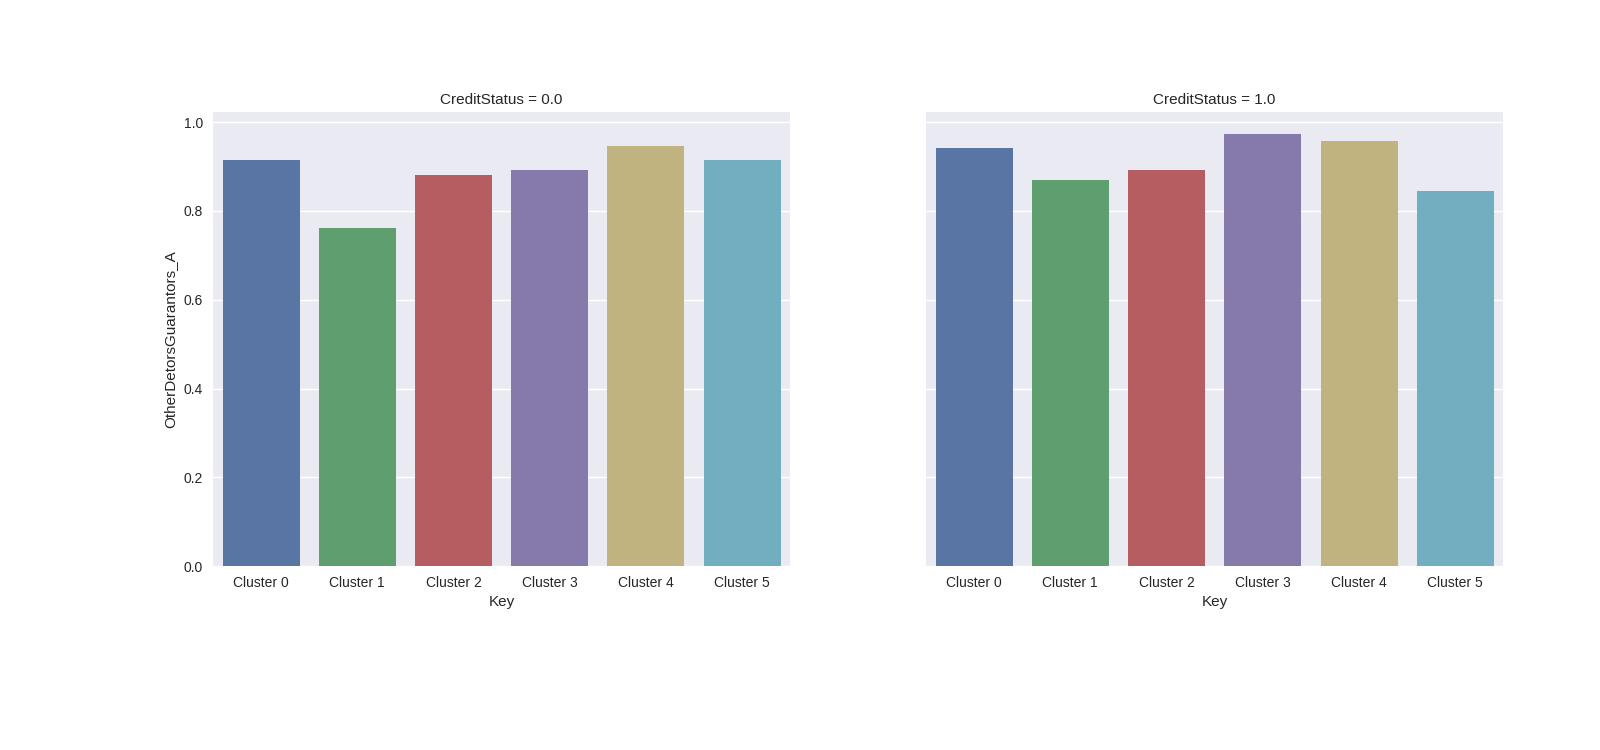 CreditStatus = 0.0
1.0
0.8
0.6
0.4
0.2
0.0
OtherDetorsGuarantors_A
Cluster 0 Cluster 1 Cluster 2 Cluster 3 Cluster 4 Cluster 5
Key
CreditStatus = 1.0
Cluster 0 Cluster 1 Cluster 2 Cluster 3 Cluster 4 Cluster 5
Key